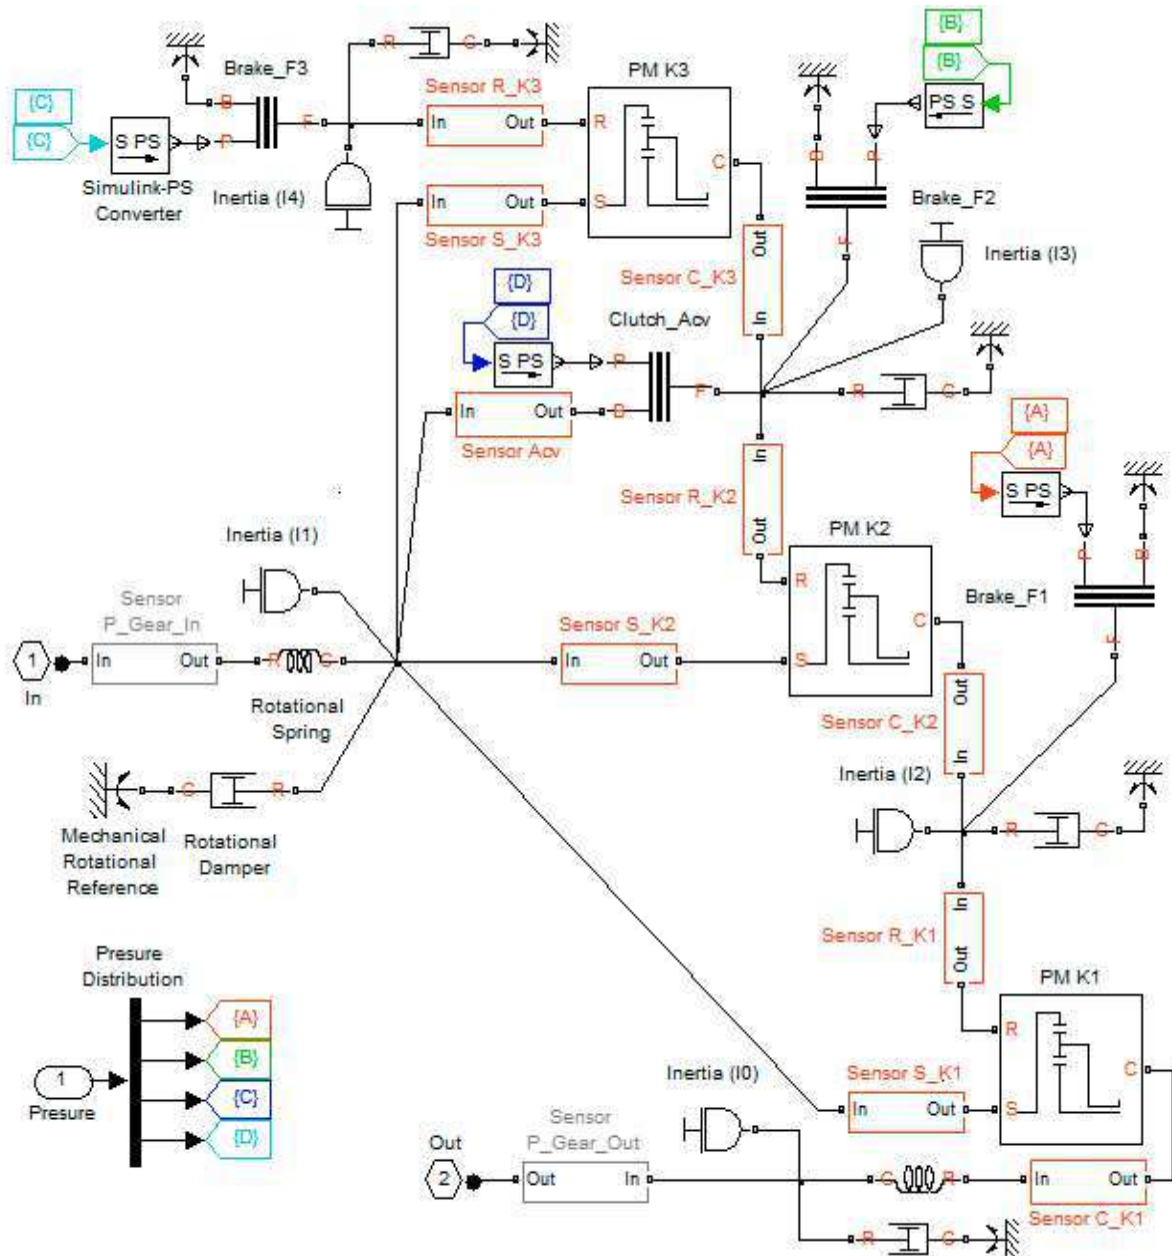 R
C
{B}
{B}
Brake_F3
PM K3
Sensor R_K3
{C}
B
PS S
{C}
S PS
P
F
In
Out
R
C
B
P
Simulink-PS
Converter
Inertia (I4)
In
Out
S
Brake_F2
Sensor S_K3
Out
F
Inertia (I3)
{D}
Sensor C_K3
{D}
Clutch_Acv
In
S PS
P
F
R
C
In
Out
B
{A}
Sensor Acv
In
{A}
Sensor R_K2
S PS
Out
PM K2
Inertia (I1)
P
B
R
Brake_F1
Sensor
P_Gear_In
Sensor S_K2
C
F
1
In
Out
R
C
In
Out
S
In
Out
Rotational
Spring
Sensor C_K2
In
Inertia (I2)
C
R
R
C
Mechanical
Rotational
Reference
Rotational
Damper
In
Sensor R_K1
Out
Presure
Distribution
PM K1
{A}
R
{B}
Inertia (I0)
Sensor S_K1
C
1
Presure
{C}
In
Out
S
{D}
Sensor
P_Gear_Out
Out
2
Out
In
C
R
In
Out
Sensor C_K1
R
C